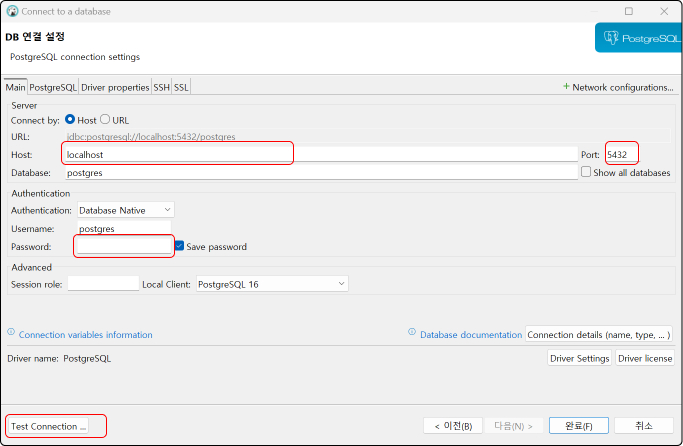 Connect to a database
DB 연결 설정
PostgreSQL connection settings
PostgreSQL
Main PostgreSQL Driver properties SSH SSL
+ Network configurations...
Server
Connect by: Host URL
URL: jdbc:postgresql://localhost:5432/postgres
Host: localhost Port: 5432
Database: postgres Show all databases
Authentication
Authentication: Database Native
Username: postgres
Password: Save password
Advanced
Session role: Local Client: PostgreSQL 16
Connection variables information Database documentation Connection details (name, type, ... )
Driver name: PostgreSQL Driver Settings Driver license
Test Connection ... < 이전(B) 다음(N) > 완료(F) 취소